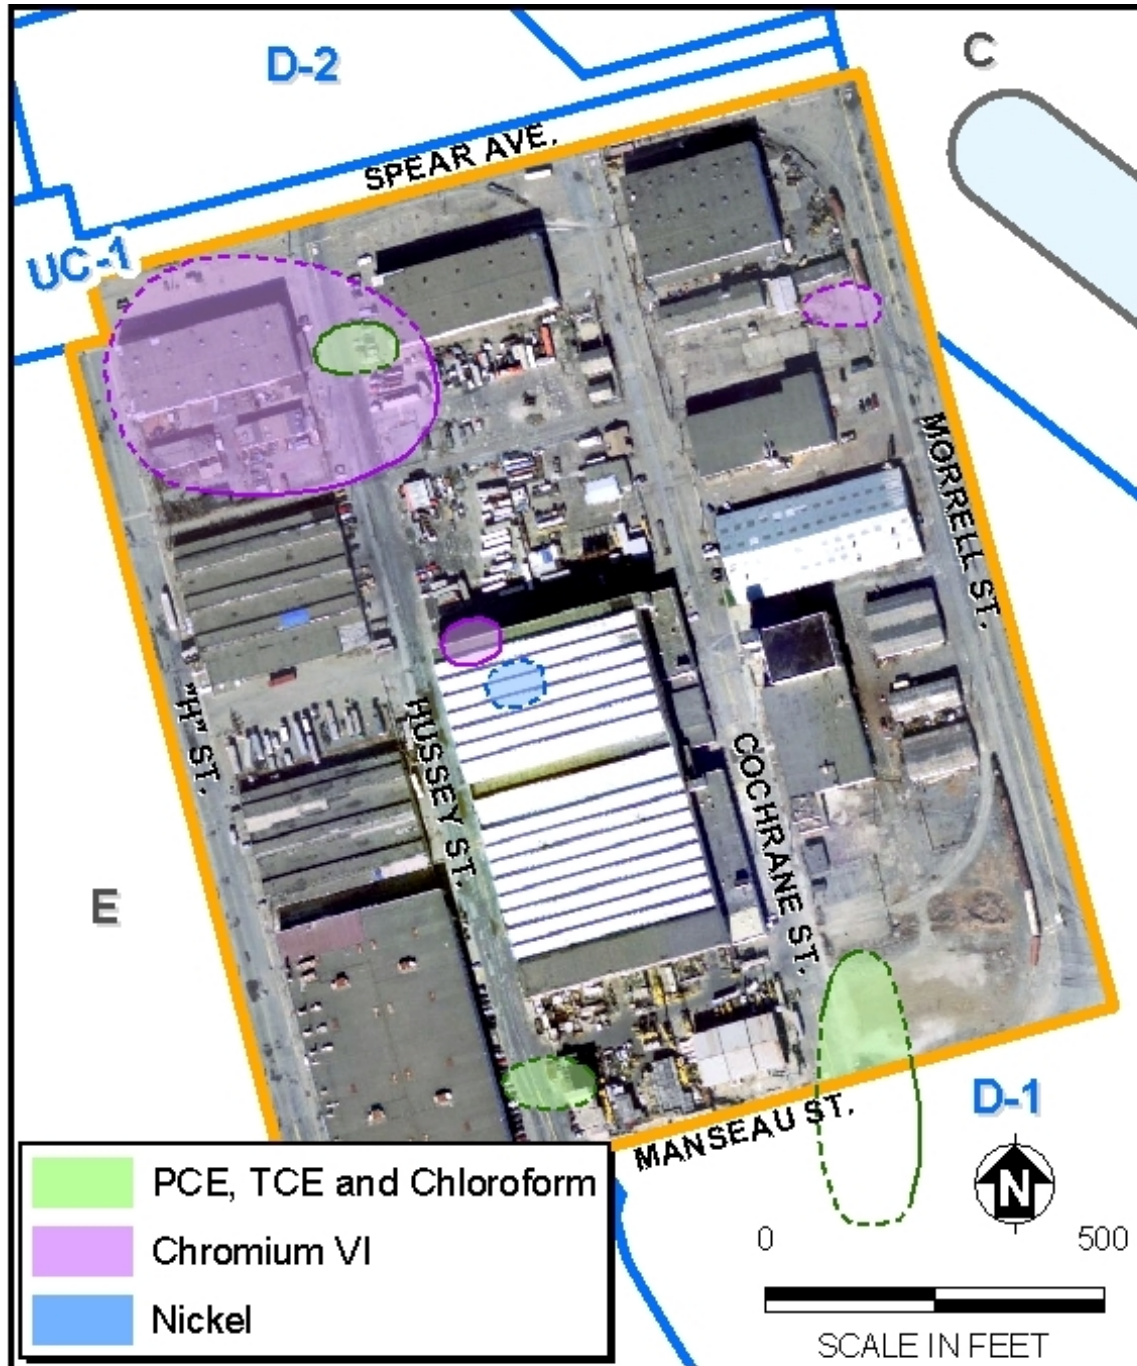 D-2
C
SPEAR AVE.
UC-1
MORRELL ST.
"H" ST.
HUSSEY ST.
COCHRANE ST.
E
D-1
MANSEAU ST.
N
PCE, TCE and Chloroform
Chromium VI
Nickel
0 500
SCALE IN FEET